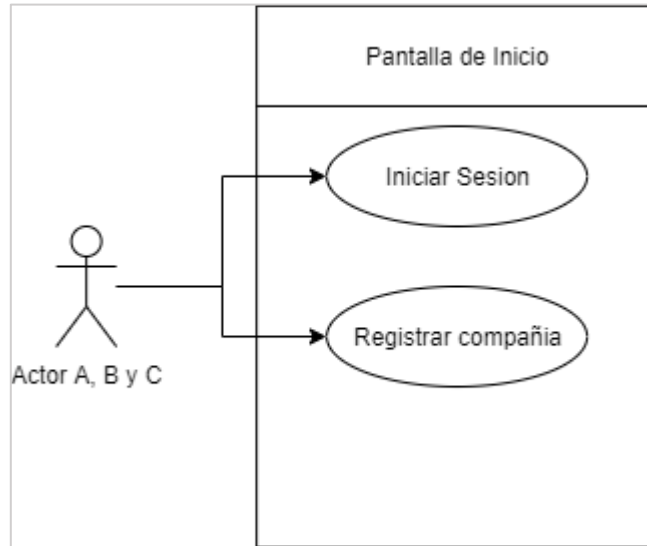 Pantalla de Inicio
Iniciar Sesion
Registrar compañia
Actor A, B y C